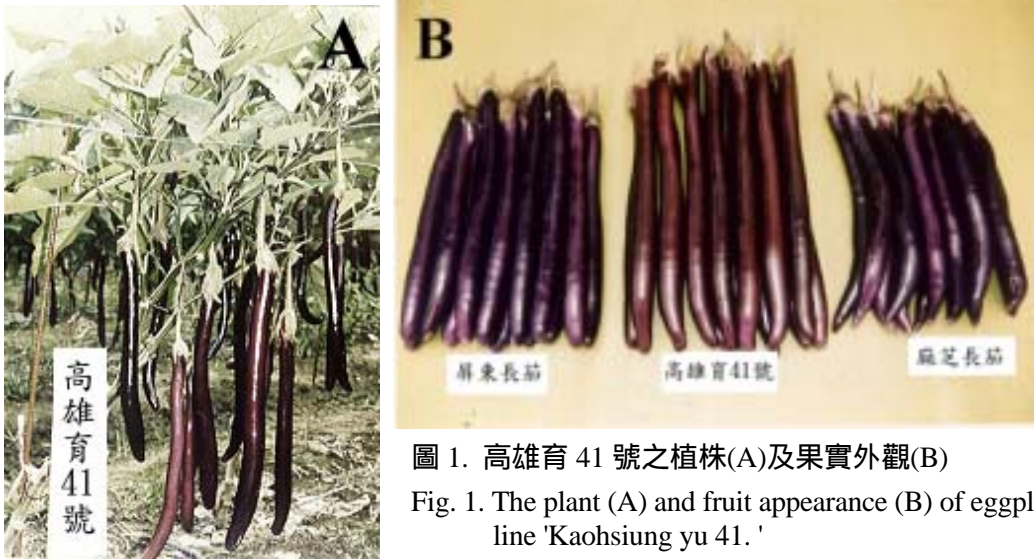 A
高雄育41號
B
屏東長茄
高雄育41號
麻芝長茄
圖 1. 高雄育 41 號之植株(A)及果實外觀(B)
Fig. 1. The plant (A) and fruit appearance (B) of eggpl
line 'Kaohsiung yu 41. '